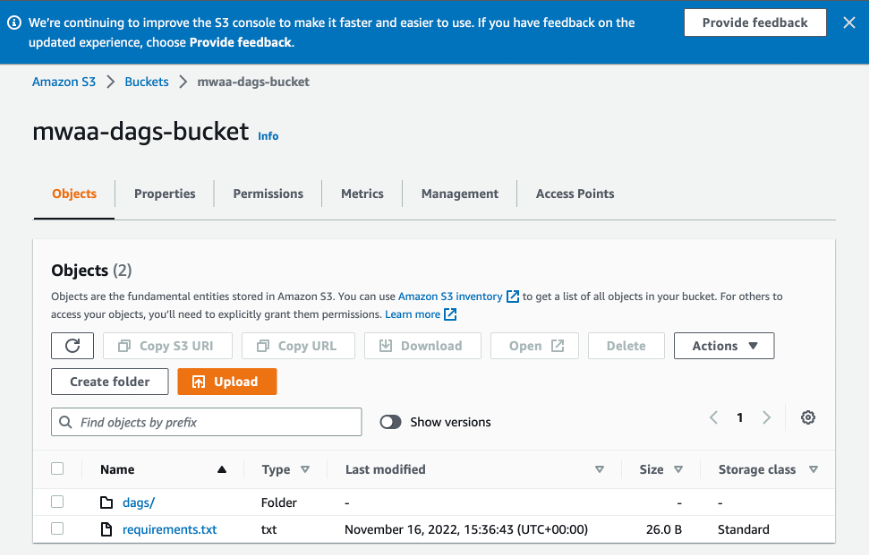 We're continuing to improve the S3 console to make it faster and easier to use. If you have feedback on the
updated experience, choose Provide feedback.
Provide feedback
Amazon S3 > Buckets > mwaa-dags-bucket
mwaa-dags-bucket Info
Objects Properties Permissions Metrics Management Access Points
Objects (2)
Objects are the fundamental entities stored in Amazon S3. You can use Amazon S3 inventory to get a list of all objects in your bucket. For others to
access your objects, you'll need to explicitly grant them permissions. Learn more
Copy S3 URI Copy URL Download Open Delete Actions
Create folder Upload
Find objects by prefix Show versions 1
Name Type Last modified Size Storage class
dags/ Folder - - -
requirements.txt txt November 16, 2022, 15:36:43 (UTC+00:00) 26.0 B Standard